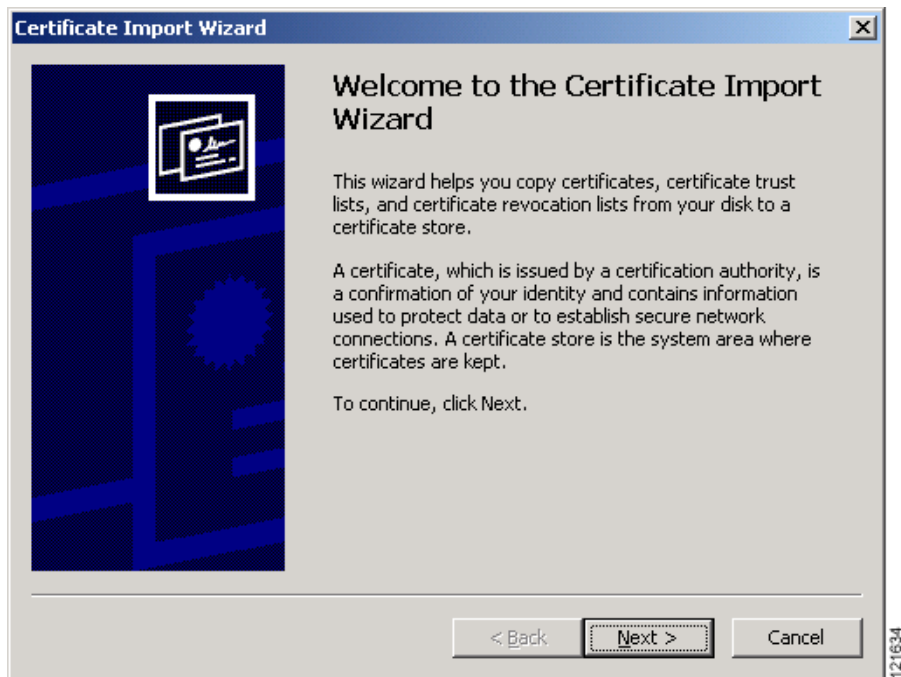 Certificate Import Wizard
Welcome to the Certificate Import
Wizard
This wizard helps you copy certificates, certificate trust
lists, and certificate revocation lists from your disk to a
certificate store.
A certificate, which is issued by a certification authority, is
a confirmation of your identity and contains information
used to protect data or to establish secure network
connections. A certificate store is the system area where
certificates are kept.
To continue, click Next.
< Back
Next >
Cancel
121634